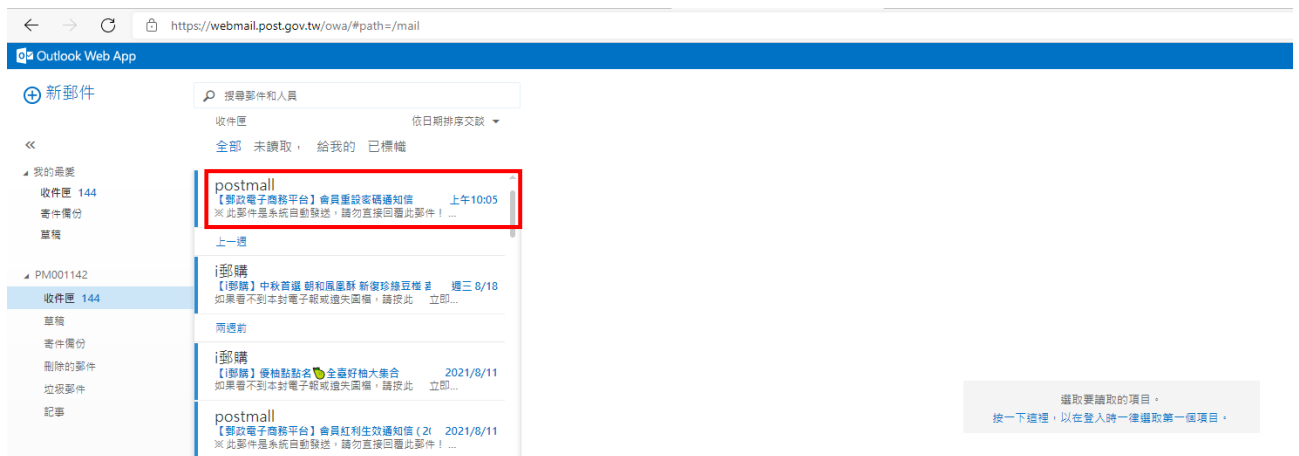 https://webmail.post.gov.tw/owa/#path=/mail
Outlook Web App
新郵件
搜尋郵件和人員
收件匣 依日期排序交談
全部 未讀取, 給我的 已標幟
«
我的最愛
收件匣 144
寄件備份
草稿
PM001142
收件匣 144
草稿
寄件備份
刪除的郵件
垃圾郵件
記事
postmall
【郵政電子商務平台】會員重設密碼通知信 上午10:05
※ 此郵件是系統自動發送,請勿直接回覆此郵件! ...
上一週
i郵購
【i郵購】中秋首選 朝和鳳凰酥 新復珍綠豆椪 週三 8/18
如果看不到本封電子報或遺失圖檔,請按此 立即...
兩週前
i郵購
【i郵購】優柚點點名🍈全臺好柚大集合 2021/8/11
如果看不到本封電子報或遺失圖檔,請按此 立即...
postmall
【郵政電子商務平台】會員紅利生效通知信 ( 2( 2021/8/11
※ 此郵件是系統自動發送,請勿直接回覆此郵件! ...
選取要讀取的項目。
按一下這裡,以在登入時一律選取第一個項目。